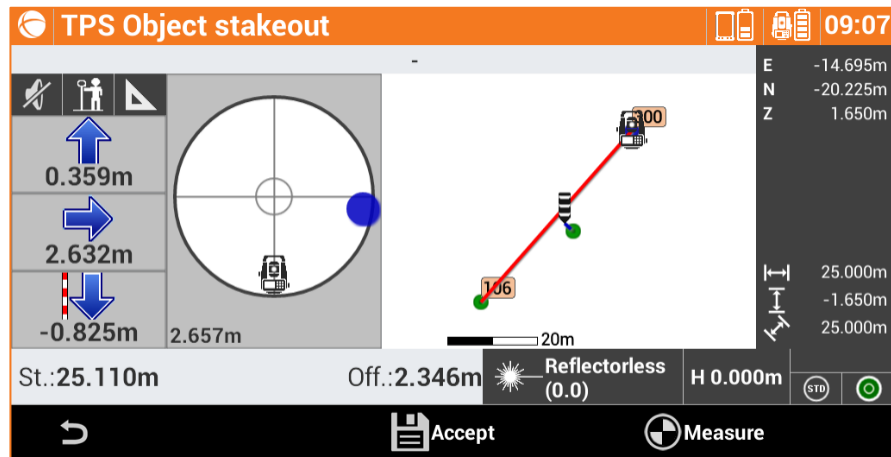 TPS Object stakeout
09:07
-
E -14.695m
N -20.225m
Z 1.650m
0.359m
2.632m
-0.825m
2.657m
106
20m
25.000m
-1.650m
25.000m
St.:25.110m
Off.:2.346m
Reflectorless
(0.0)
H 0.000m
STD
Accept
Measure